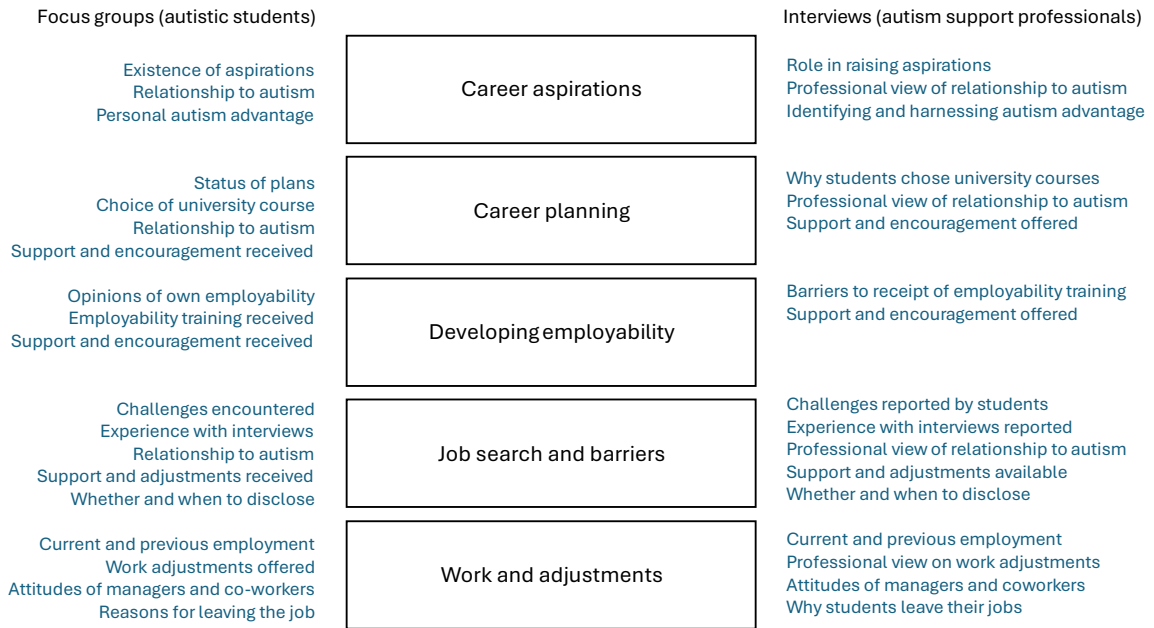 Focus groups (autistic students)
Interviews (autism support professionals)
Existence of aspirations
Relationship to autism
Personal autism advantage
Career aspirations
Role in raising aspirations
Professional view of relationship to autism
Identifying and harnessing autism advantage
Status of plans
Choice of university course
Relationship to autism
Support and encouragement received
Career planning
Why students chose university courses
Professional view of relationship to autism
Support and encouragement offered
Opinions of own employability
Employability training received
Support and encouragement received
Developing employability
Barriers to receipt of employability training
Support and encouragement offered
Challenges encountered
Experience with interviews
Relationship to autism
Support and adjustments received
Whether and when to disclose
Job search and barriers
Challenges reported by students
Experience with interviews reported
Professional view of relationship to autism
Support and adjustments available
Whether and when to disclose
Current and previous employment
Work adjustments offered
Attitudes of managers and co-workers
Reasons for leaving the job
Work and adjustments
Current and previous employment
Professional view on work adjustments
Attitudes of managers and coworkers
Why students leave their jobs